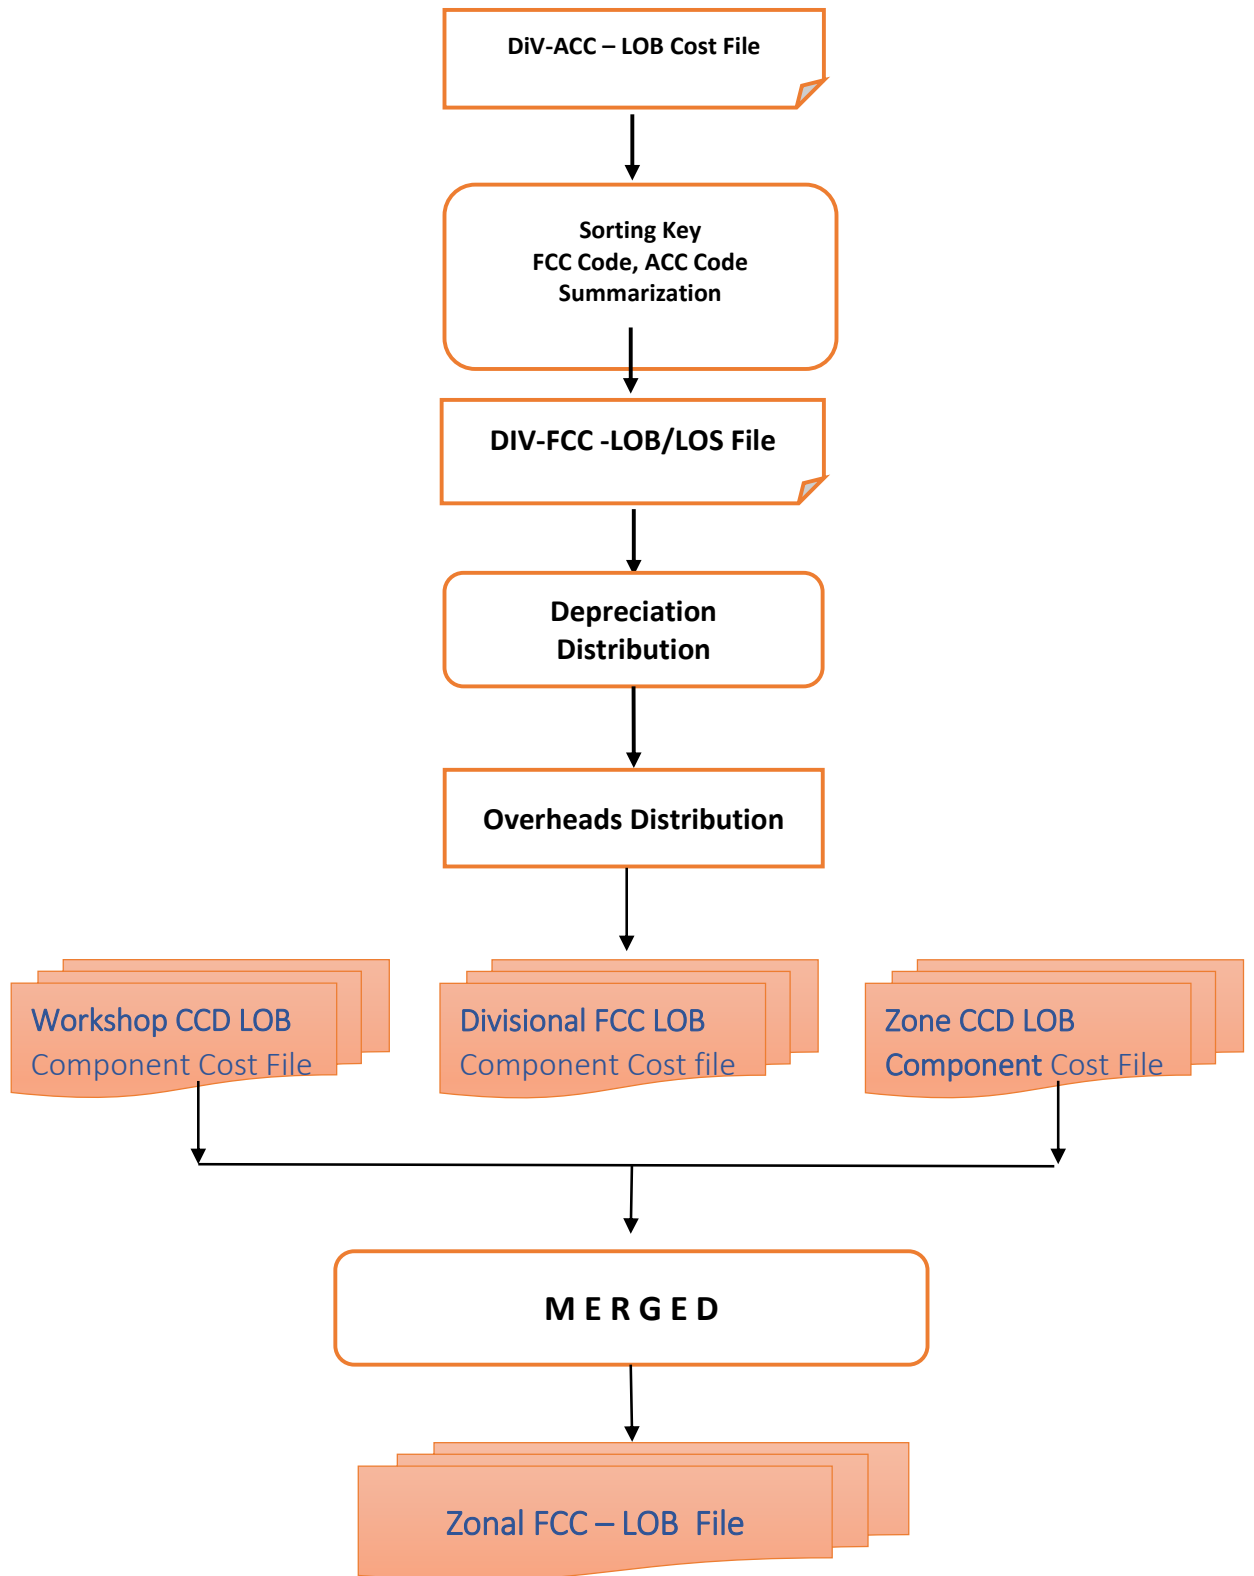 DiV-ACC – LOB Cost File
Sorting Key
FCC Code, ACC Code
Summarization
DIV-FCC -LOB/LOS File
Depreciation
Distribution
Overheads Distribution
Workshop CCD LOB
Component Cost File
Divisional FCC LOB
Component Cost file
Zone CCD LOB
Component Cost File
M E R G E D
Zonal FCC – LOB  File